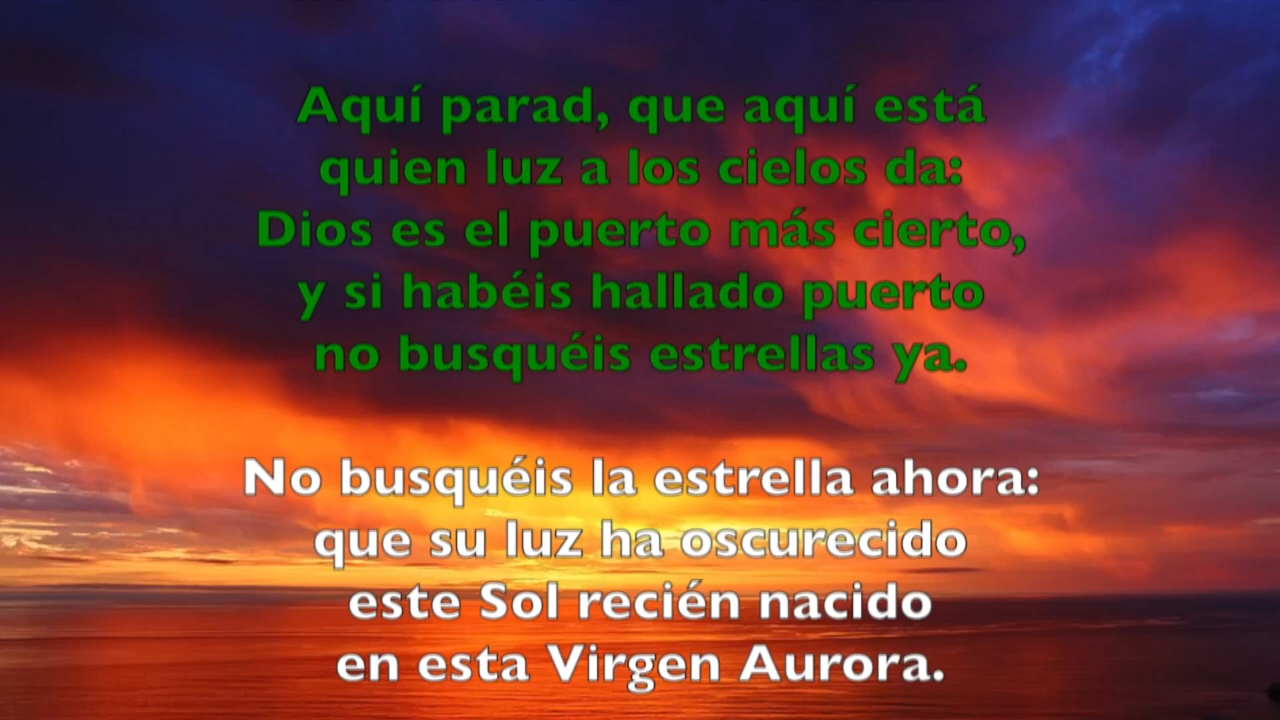 Aquí parad, que aquí está
quien luz a los cielos da:
Dios es el puerto más cierto,
y si habéis hallado puerto
no busquéis estrellas ya.
No busquéis la estrella ahora:
que su luz ha oscurecido
este Sol recién nacido
en esta Virgen Aurora.